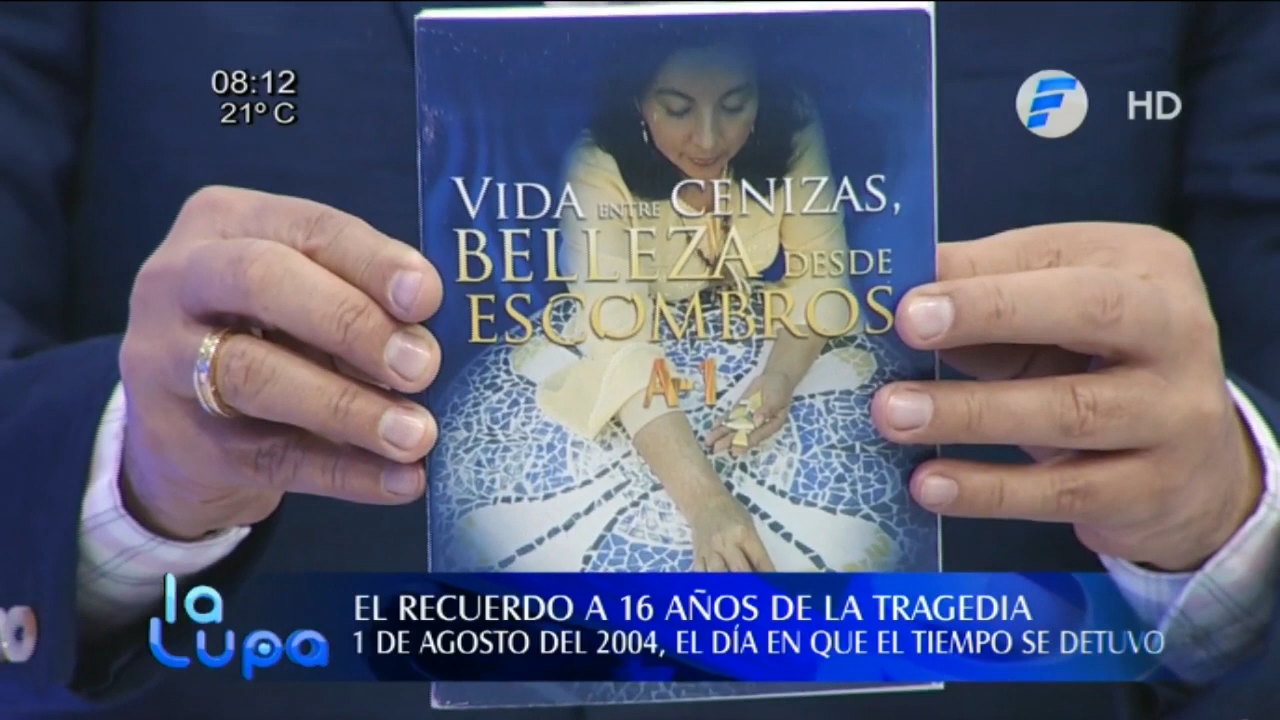 08:12
21º C
HD
VIDA ENTRE CENIZAS,
BELLEZA DESDE
ESCOMBROS
A-1
la Lupa
EL RECUERDO A 16 AÑOS DE LA TRAGEDIA
1 DE AGOSTO DEL 2004, EL DÍA EN QUE EL TIEMPO SE DETUVO